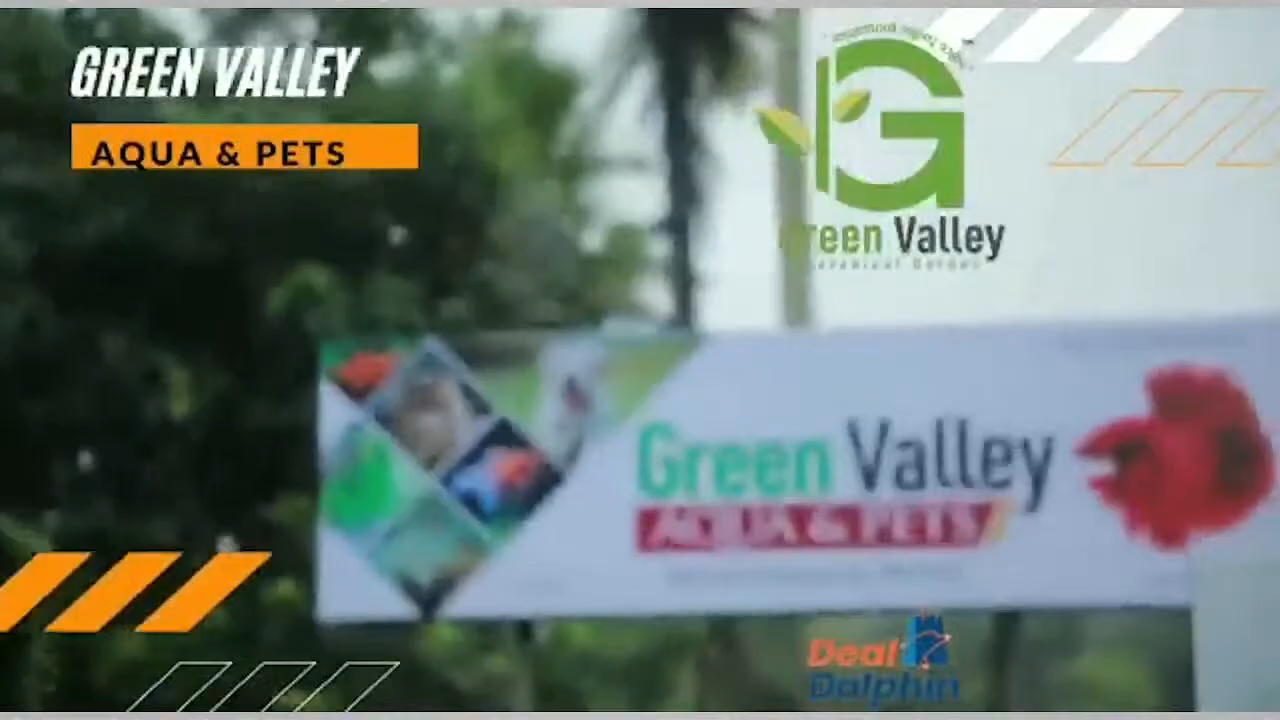 GREEN VALLEY
AQUA & PETS
Green Valley
Green Valley
AQUA & PETS
Deal
Dolphin